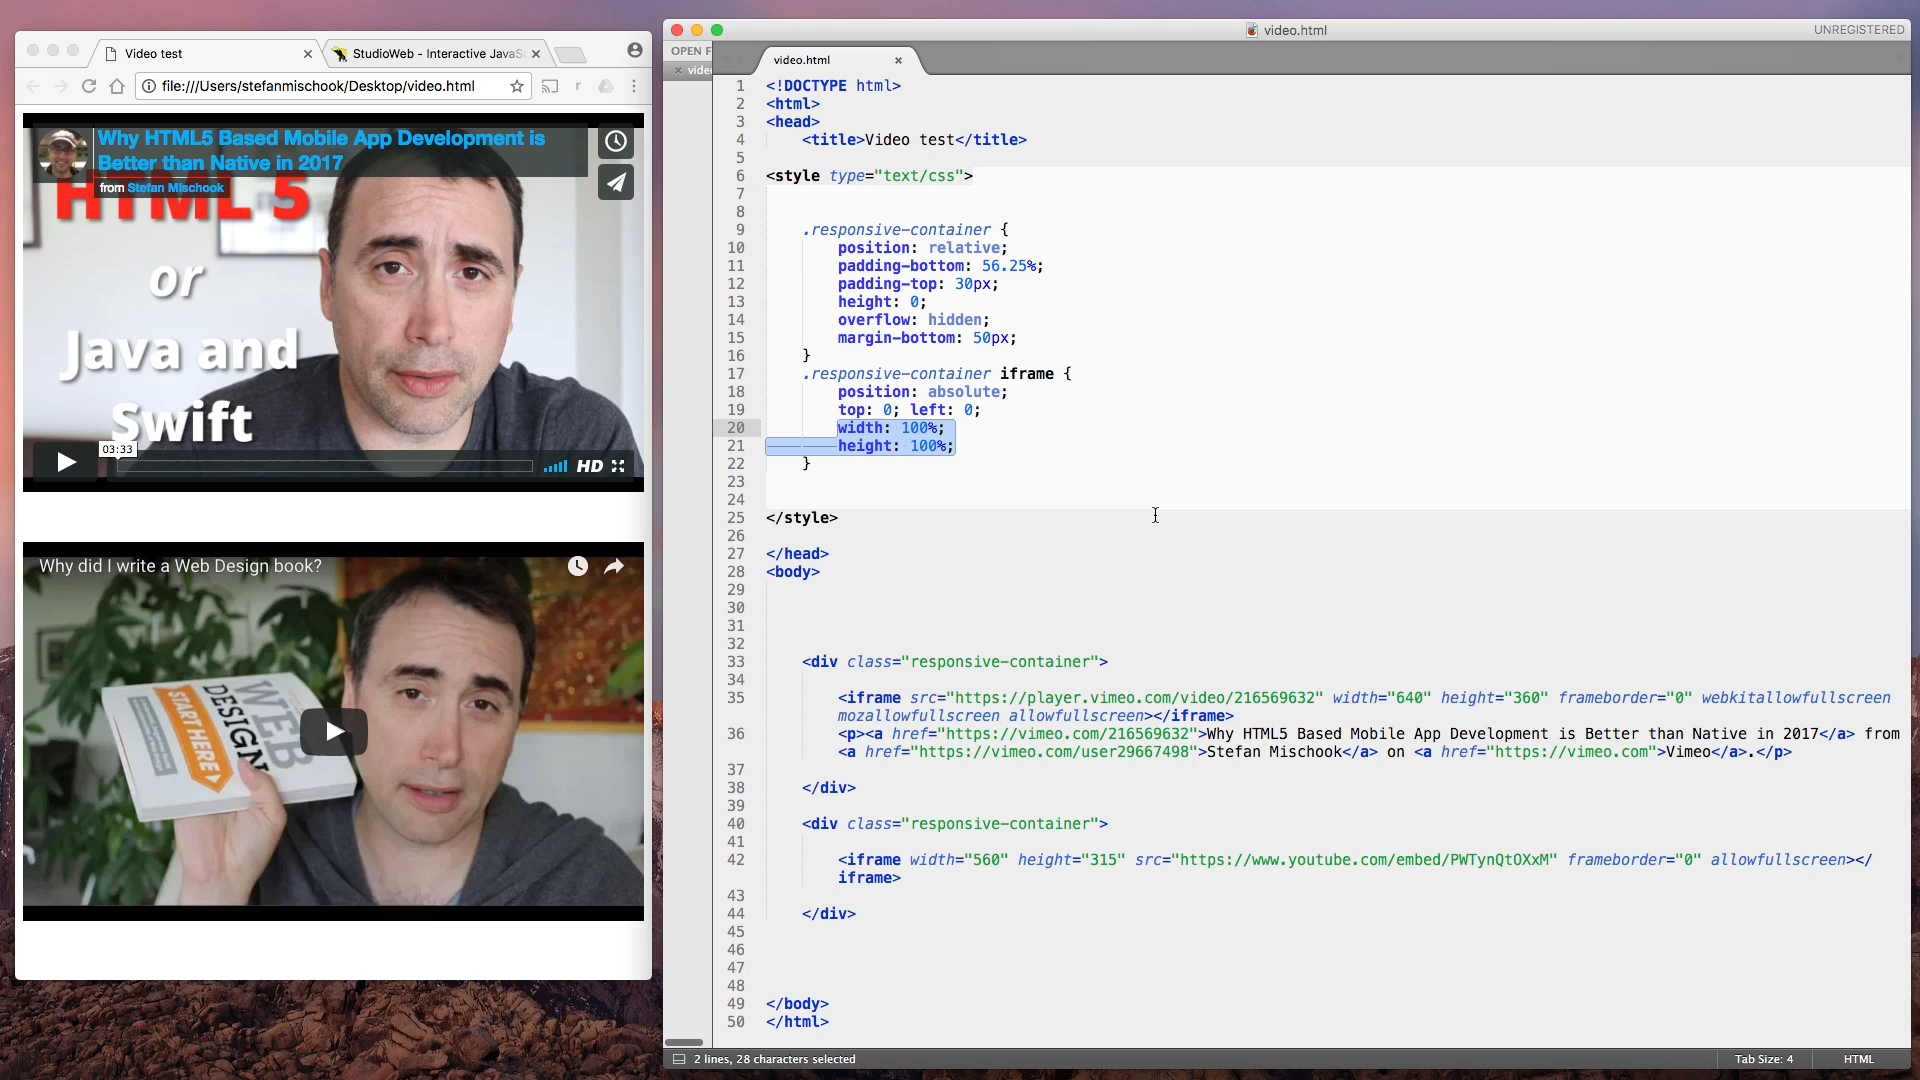 Video test
StudioWeb - Interactive JavaSc
file:///Users/stefanmischook/Desktop/video.html
Why HTML5 Based Mobile App Development is
Better than Native in 2017
from Stefan Mischook
HTML 5
or
Java and
Swift
03:33
HD
Why did I write a Web Design book?
WEB
DESIGN
START HERE
video.html
UNREGISTERED
OPEN F
vide
video.html
1 <!DOCTYPE html>
2 <html>
3 <head>
4 <title>Video test</title>
5
6 <style type="text/css">
7
8
9 .responsive-container {
10 position: relative;
11 padding-bottom: 56.25%;
12 padding-top: 30px;
13 height: 0;
14 overflow: hidden;
15 margin-bottom: 50px;
16 }
17 .responsive-container iframe {
18 position: absolute;
19 top: 0; left: 0;
20 width: 100%;
21 height: 100%;
22 }
23
24
25 </style>
26
27 </head>
28 <body>
29
30
31
32
33 <div class="responsive-container">
34
35 <iframe src="https://player.vimeo.com/video/216569632" width="640" height="360" frameborder="0" webkitallowfullscreen
mozallowfullscreen allowfullscreen></iframe>
36 <p><a href="https://vimeo.com/216569632">Why HTML5 Based Mobile App Development is Better than Native in 2017</a> from
<a href="https://vimeo.com/user29667498">Stefan Mischook</a> on <a href="https://vimeo.com">Vimeo</a>.</p>
37
38 </div>
39
40 <div class="responsive-container">
41
42 <iframe width="560" height="315" src="https://www.youtube.com/embed/PWTynQtOXxM" frameborder="0" allowfullscreen></
iframe>
43
44 </div>
45
46
47
48
49 </body>
50 </html>
2 lines, 28 characters selected
Tab Size: 4
HTML